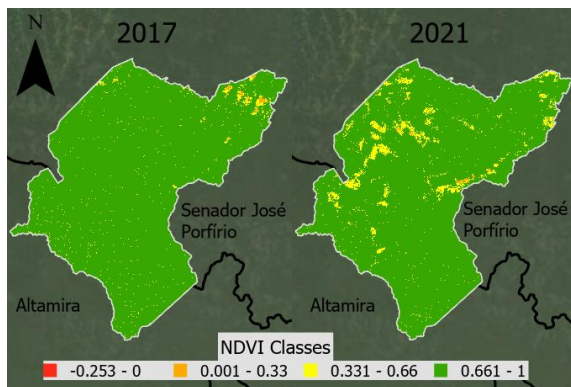 N
2017
2021
Senador José
Porfírio
Altamira
Senador José
Porfírio
Altamira
NDVI Classes
-0.253 - 0
0.001 - 0.33
0.331 - 0.66
0.661 - 1